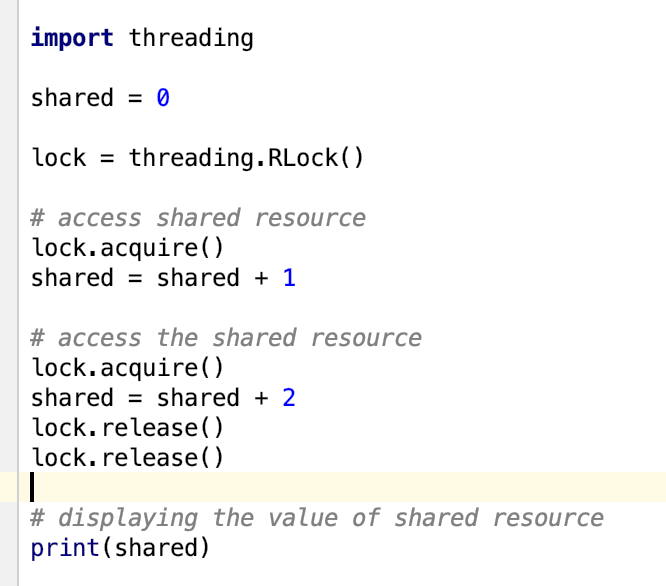 import threading
shared = 0
lock = threading.RLock()
# access shared resource
lock.acquire()
shared = shared + 1
# access the shared resource
lock.acquire()
shared = shared + 2
lock.release()
lock.release()
# displaying the value of shared resource
print(shared)